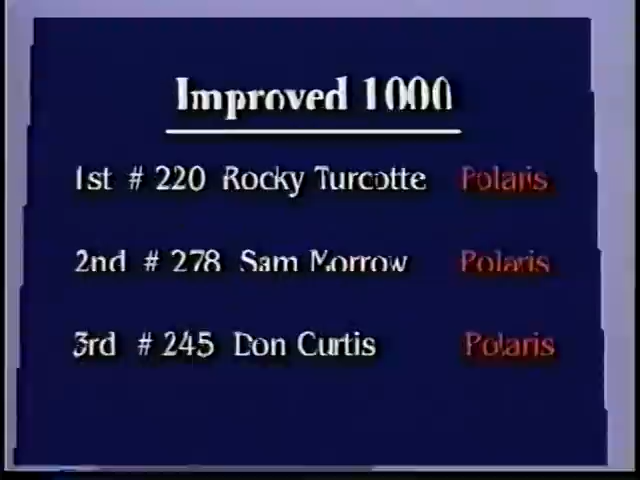 Improved 1000
1st # 220 Rocky Turcotte Polaris
2nd # 278 Sam Morrow Polaris
3rd # 245 Don Curtis Polaris